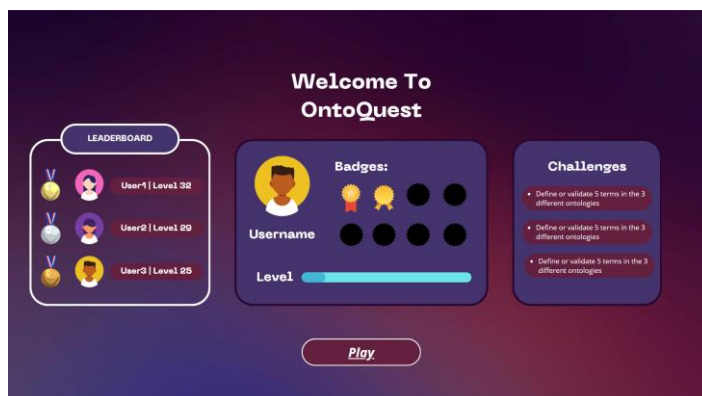 Welcome To
OntoQuest
LEADERBOARD
User1 | Level 32
User2 | Level 29
User3 | Level 25
Badges:
Username
Level
Challenges
• Define or validate 5 terms in the 3
different ontologies
• Define or validate 5 terms in the 3
different ontologies
• Define or validate 5 terms in the 3
different ontologies
Play